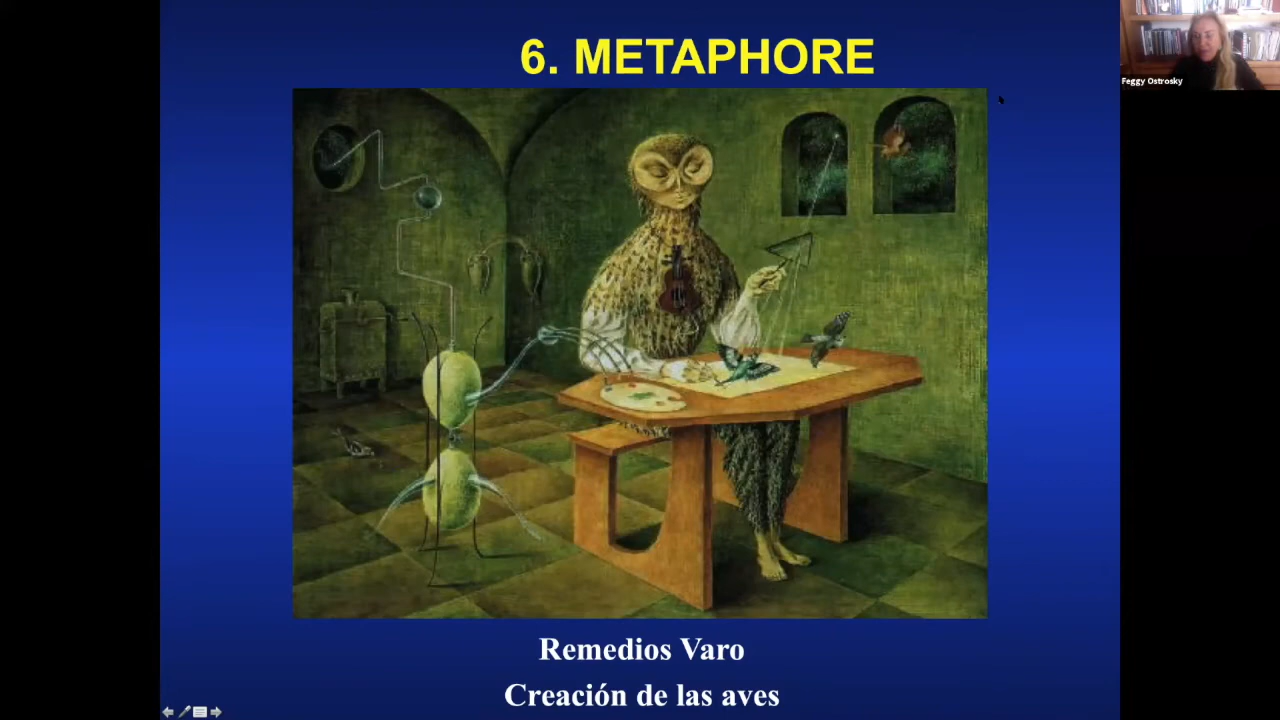 6. METAPHORE
Feggy Ostrosky
Remedios Varo
Creación de las aves